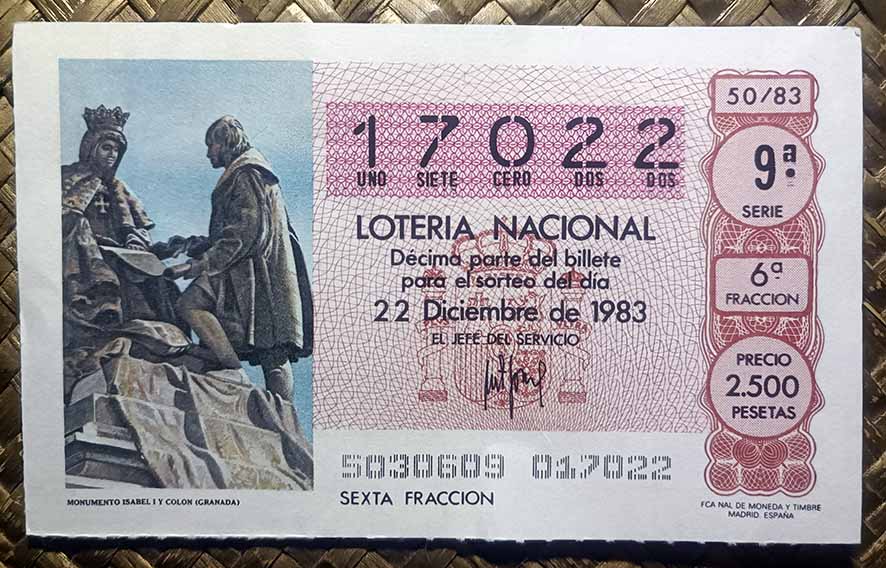 50/83
17022
UNO SIETE CERO DOS DOS
9ª
SERIE
LOTERIA NACIONAL
Décima parte del billete
para el sorteo del día
22 Diciembre de 1983
EL JEFE DEL SERVICIO
6ª
FRACCION
PRECIO
2.500
PESETAS
5030609 017022
SEXTA FRACCION
MONUMENTO ISABEL I Y COLON (GRANADA)
FCA NAL DE MONEDA Y TIMBRE
MADRID. ESPAÑA